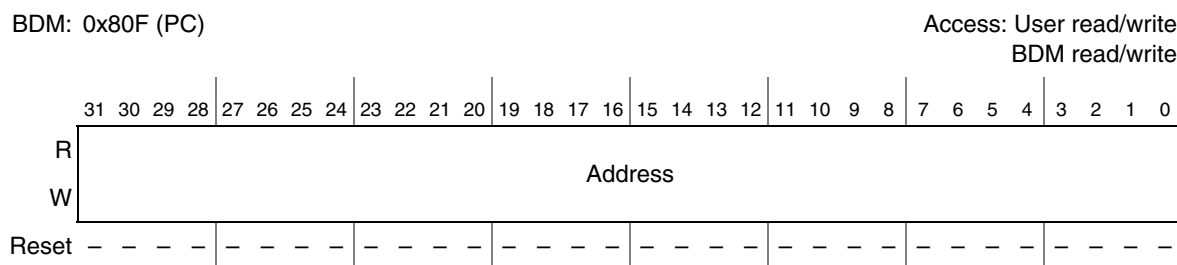 BDM: 0x80F (PC) Access: User read/write
BDM read/write
31 30 29 28 27 26 25 24 23 22 21 20 19 18 17 16 15 14 13 12 11 10 9 8 7 6 5 4 3 2 1 0
R
Address
W
Reset – – – – – – – – – – – – – – – – – – – – – – – – – – – – – – – –